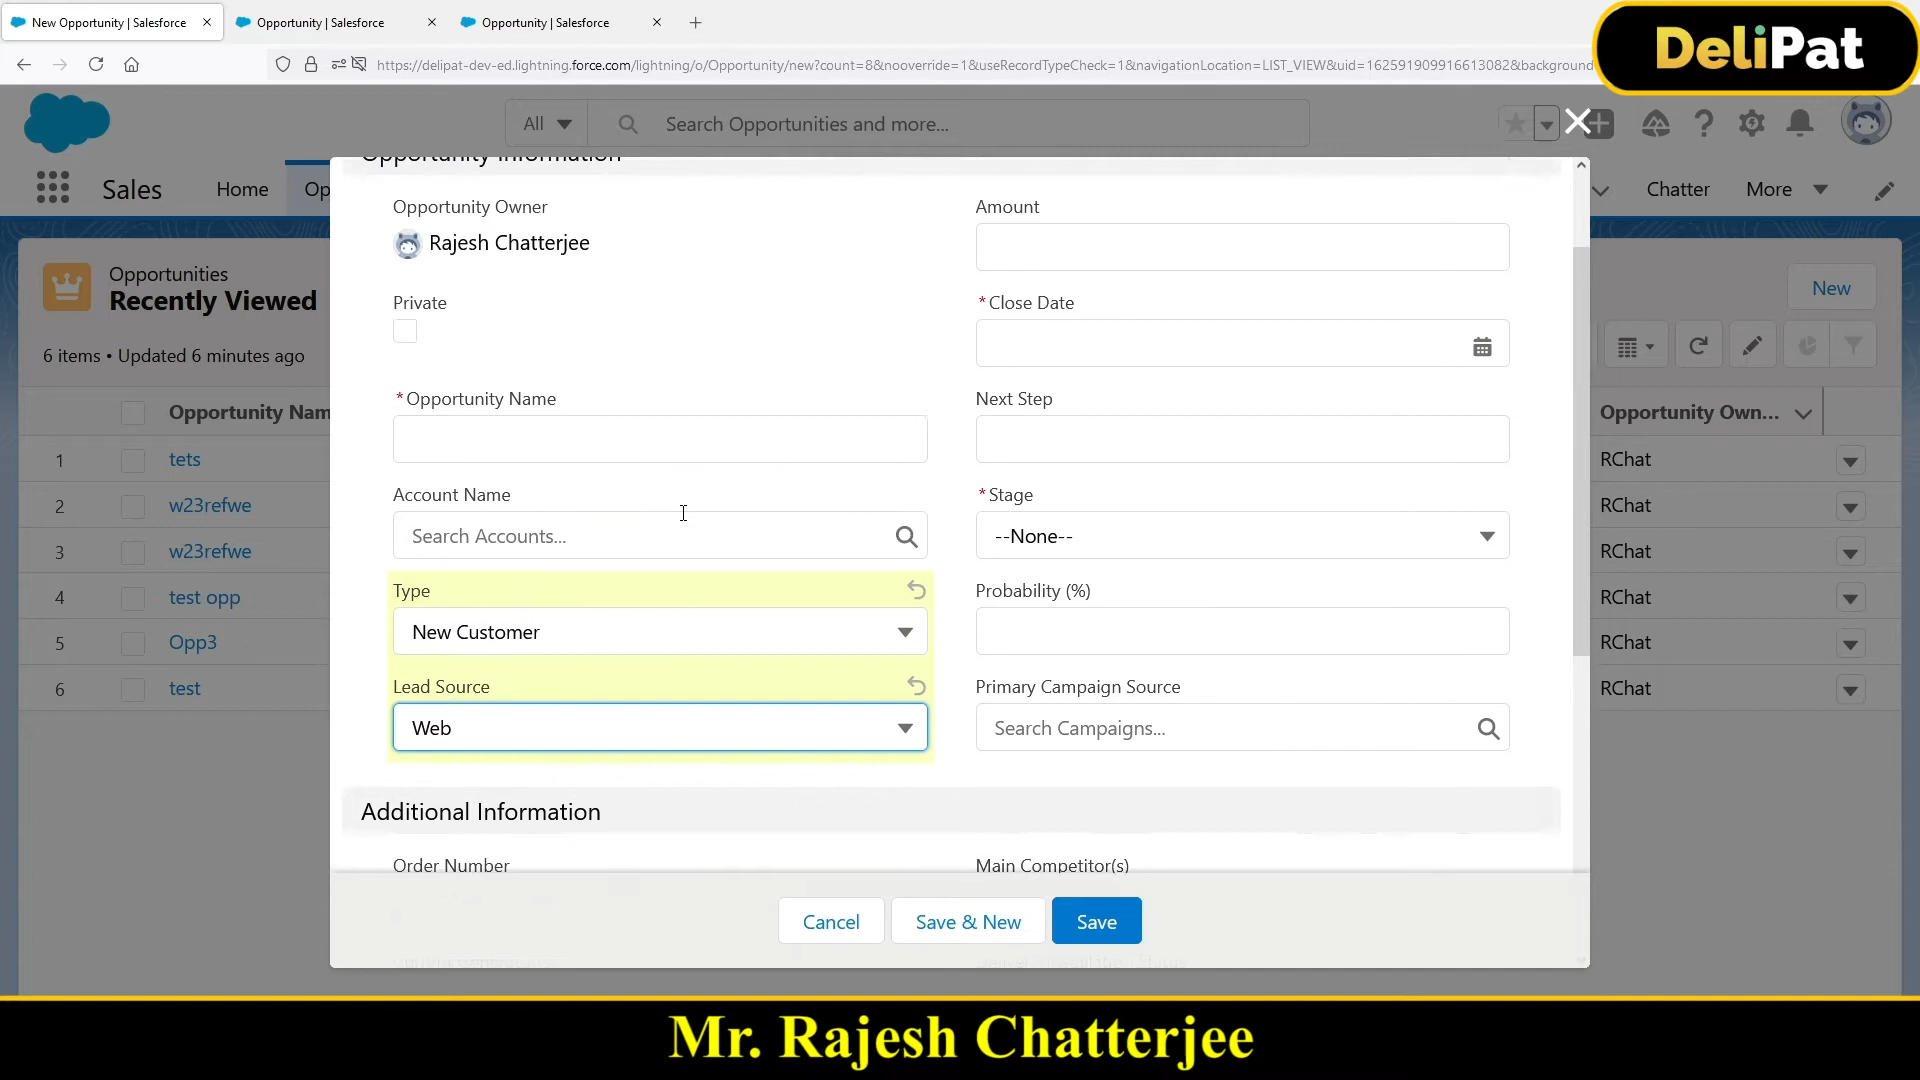 New Opportunity | Salesforce
Opportunity | Salesforce
Opportunity | Salesforce
https://delipat-dev-ed.lightning.force.com/lightning/o/Opportunity/new?count=8&nooverride=1&useRecordTypeCheck=1&navigationLocation=LIST_VIEW&uid=162591909916613082&background
DeliPat
All
Search Opportunities and more...
Sales
Home
Op
Chatter
More
Opportunities
Recently Viewed
6 items • Updated 6 minutes ago
New
Opportunity Nam
Opportunity Own...
1 tets RChat
2 w23refwe RChat
3 w23refwe RChat
4 test opp RChat
5 Opp3 RChat
6 test RChat
Opportunity Information
Opportunity Owner
Rajesh Chatterjee
Amount
Private
*Close Date
*Opportunity Name
Next Step
Account Name
Search Accounts...
*Stage
--None--
Type
New Customer
Probability (%)
Lead Source
Web
Primary Campaign Source
Search Campaigns...
Additional Information
Order Number
Main Competitor(s)
Cancel
Save & New
Save
Mr. Rajesh Chatterjee